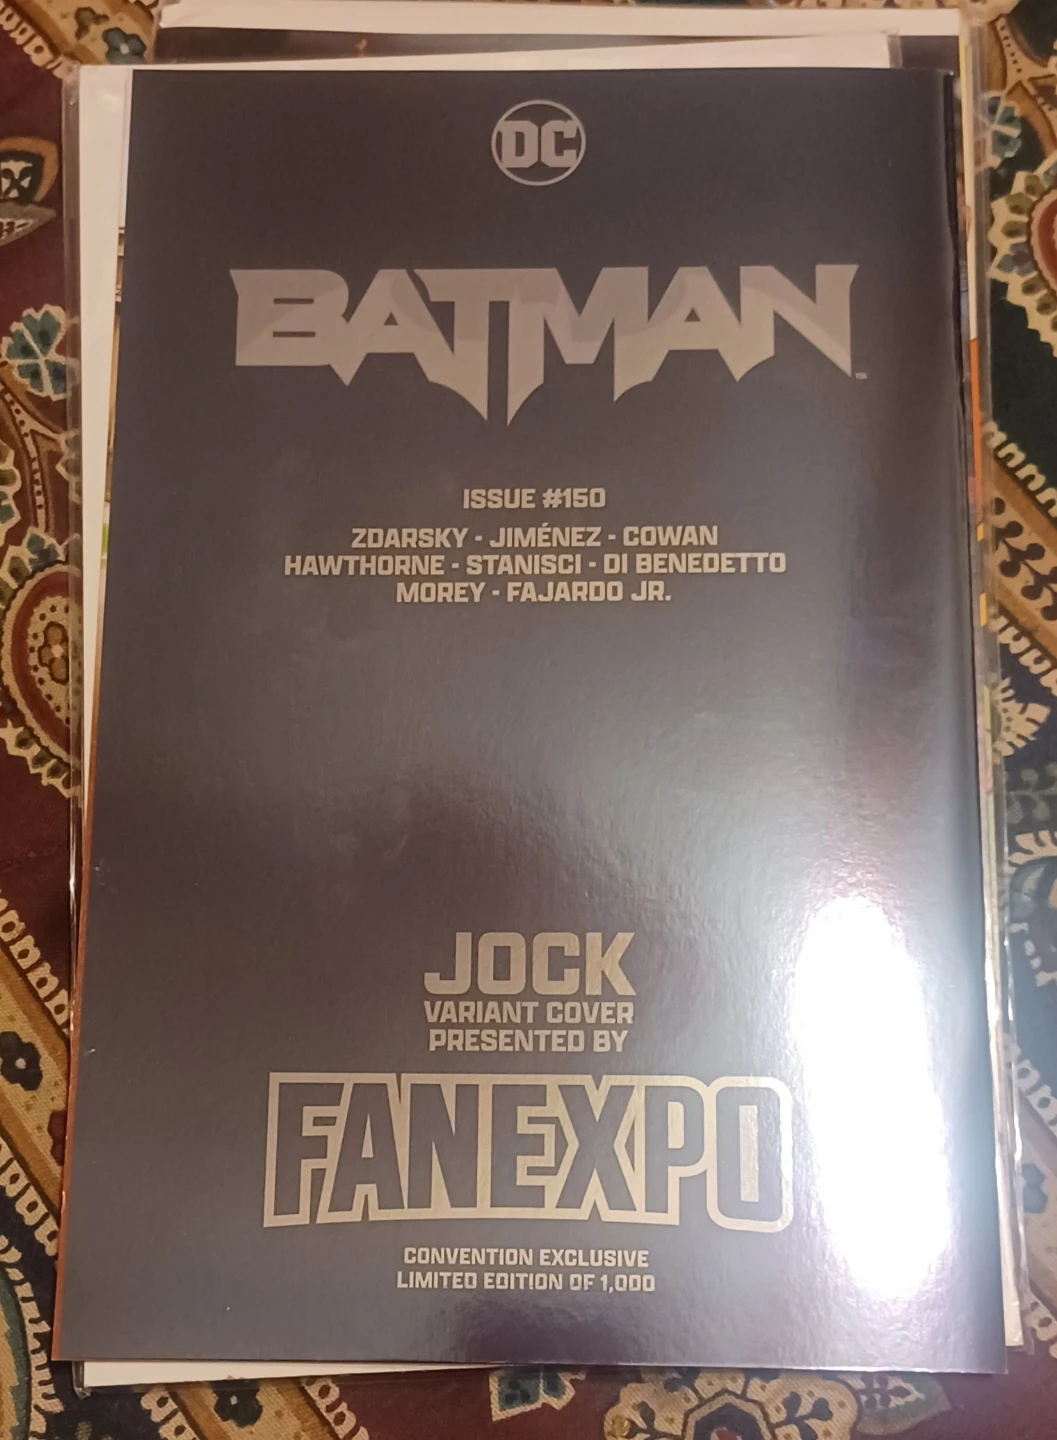 DC
BATMAN
TM
ISSUE #150
ZDARSKY - JIMÉNEZ - COWAN
HAWTHORNE - STANISCI - DI BENEDETTO
MOREY - FAJARDO JR.
JOCK
VARIANT COVER
PRESENTED BY
FANEXPO
CONVENTION EXCLUSIVE
LIMITED EDITION OF 1,000